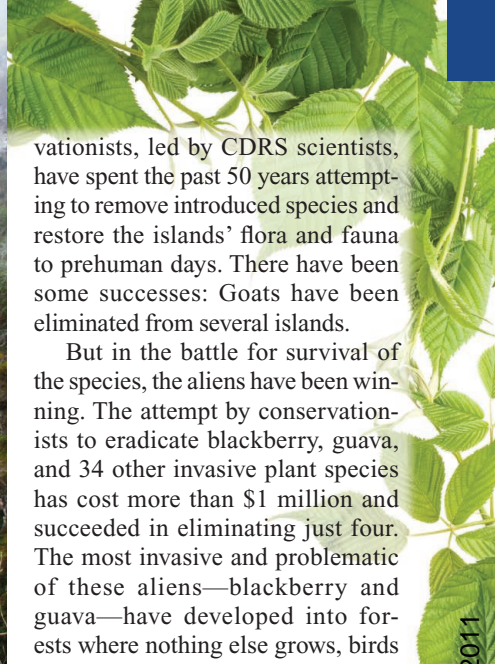 vationists, led by CDRS scientists,
have spent the past 50 years attempt-
ing to remove introduced species and
restore the islands’ flora and fauna
to prehuman days. There have been
some successes: Goats have been
eliminated from several islands.
But in the battle for survival of
the species, the aliens have been win-
ning. The attempt by conservation-
ists to eradicate blackberry, guava,
and 34 other invasive plant species
has cost more than $1 million and
succeeded in eliminating just four.
The most invasive and problematic
of these aliens—blackberry and
guava—have developed into for-
ests where nothing else grows, birds
2011